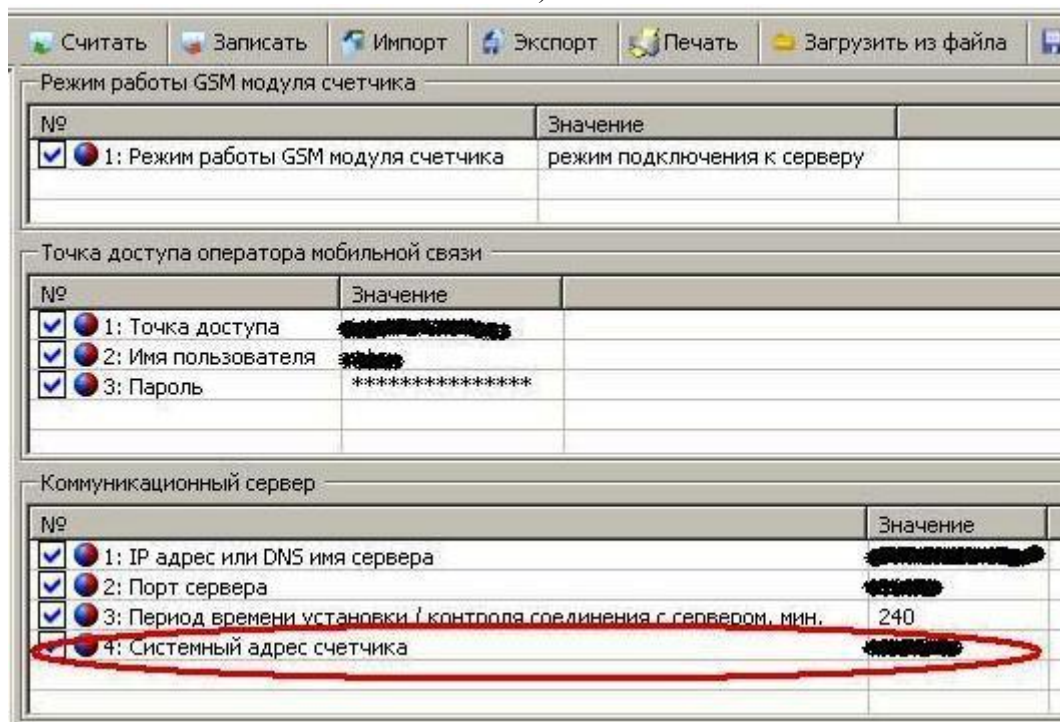 Считать Записать Импорт Экспорт Печать Загрузить из файла
Режим работы GSM модуля счетчика
№ Значение
1: Режим работы GSM модуля счетчика режим подключения к серверу
Точка доступа оператора мобильной связи
№ Значение
1: Точка доступа
2: Имя пользователя
3: Пароль ***************
Коммуникационный сервер
№ Значение
1: IP адрес или DNS имя сервера
2: Порт сервера
3: Период времени установки / контроля соединения с сервером, мин. 240
4: Системный адрес счетчика